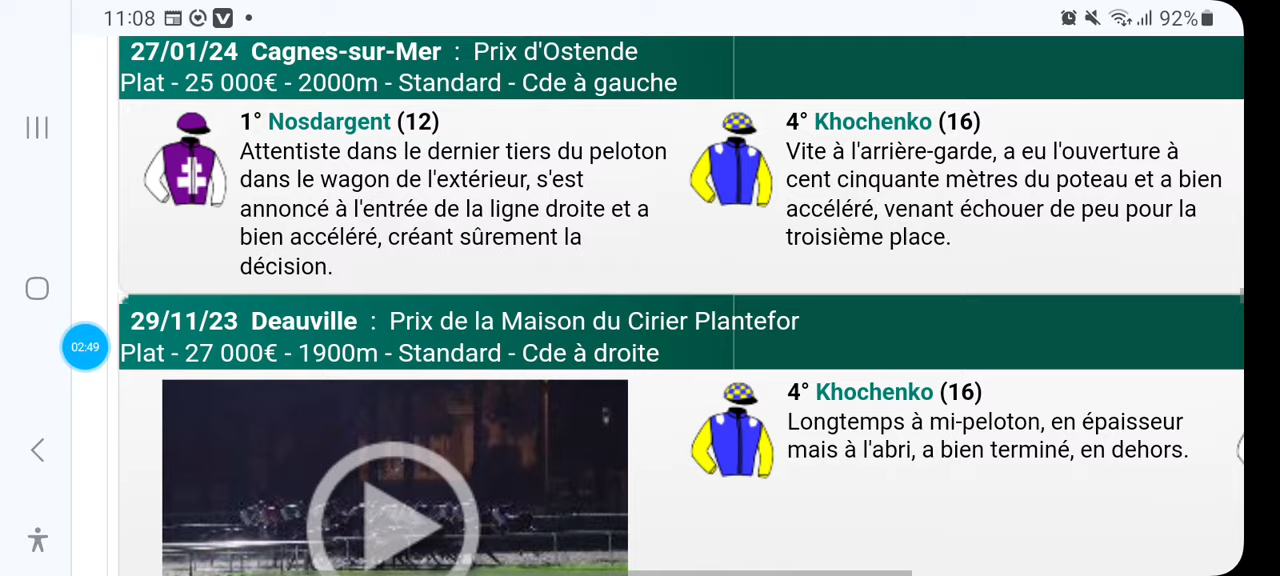 11:08
92%
27/01/24 Cagnes-sur-Mer : Prix d'Ostende
Plat - 25 000€ - 2000m - Standard - Cde à gauche
1° Nosdargent (12)
Attentiste dans le dernier tiers du peloton
dans le wagon de l'extérieur, s'est
annoncé à l'entrée de la ligne droite et a
bien accéléré, créant sûrement la
décision.
4° Khochenko (16)
Vite à l'arrière-garde, a eu l'ouverture à
cent cinquante mètres du poteau et a bien
accéléré, venant échouer de peu pour la
troisième place.
29/11/23 Deauville : Prix de la Maison du Cirier Plantefor
Plat - 27 000€ - 1900m - Standard - Cde à droite
02:49
4° Khochenko (16)
Longtemps à mi-peloton, en épaisseur
mais à l'abri, a bien terminé, en dehors.